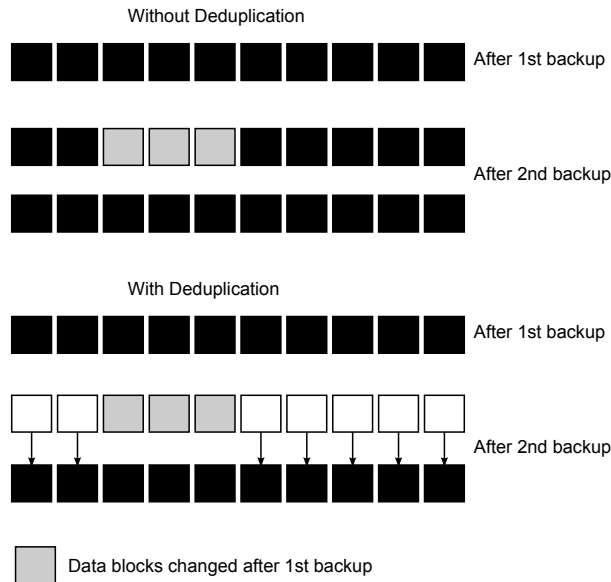 Without Deduplication
After 1st backup
After 2nd backup
With Deduplication
After 1st backup
After 2nd backup
Data blocks changed after 1st backup